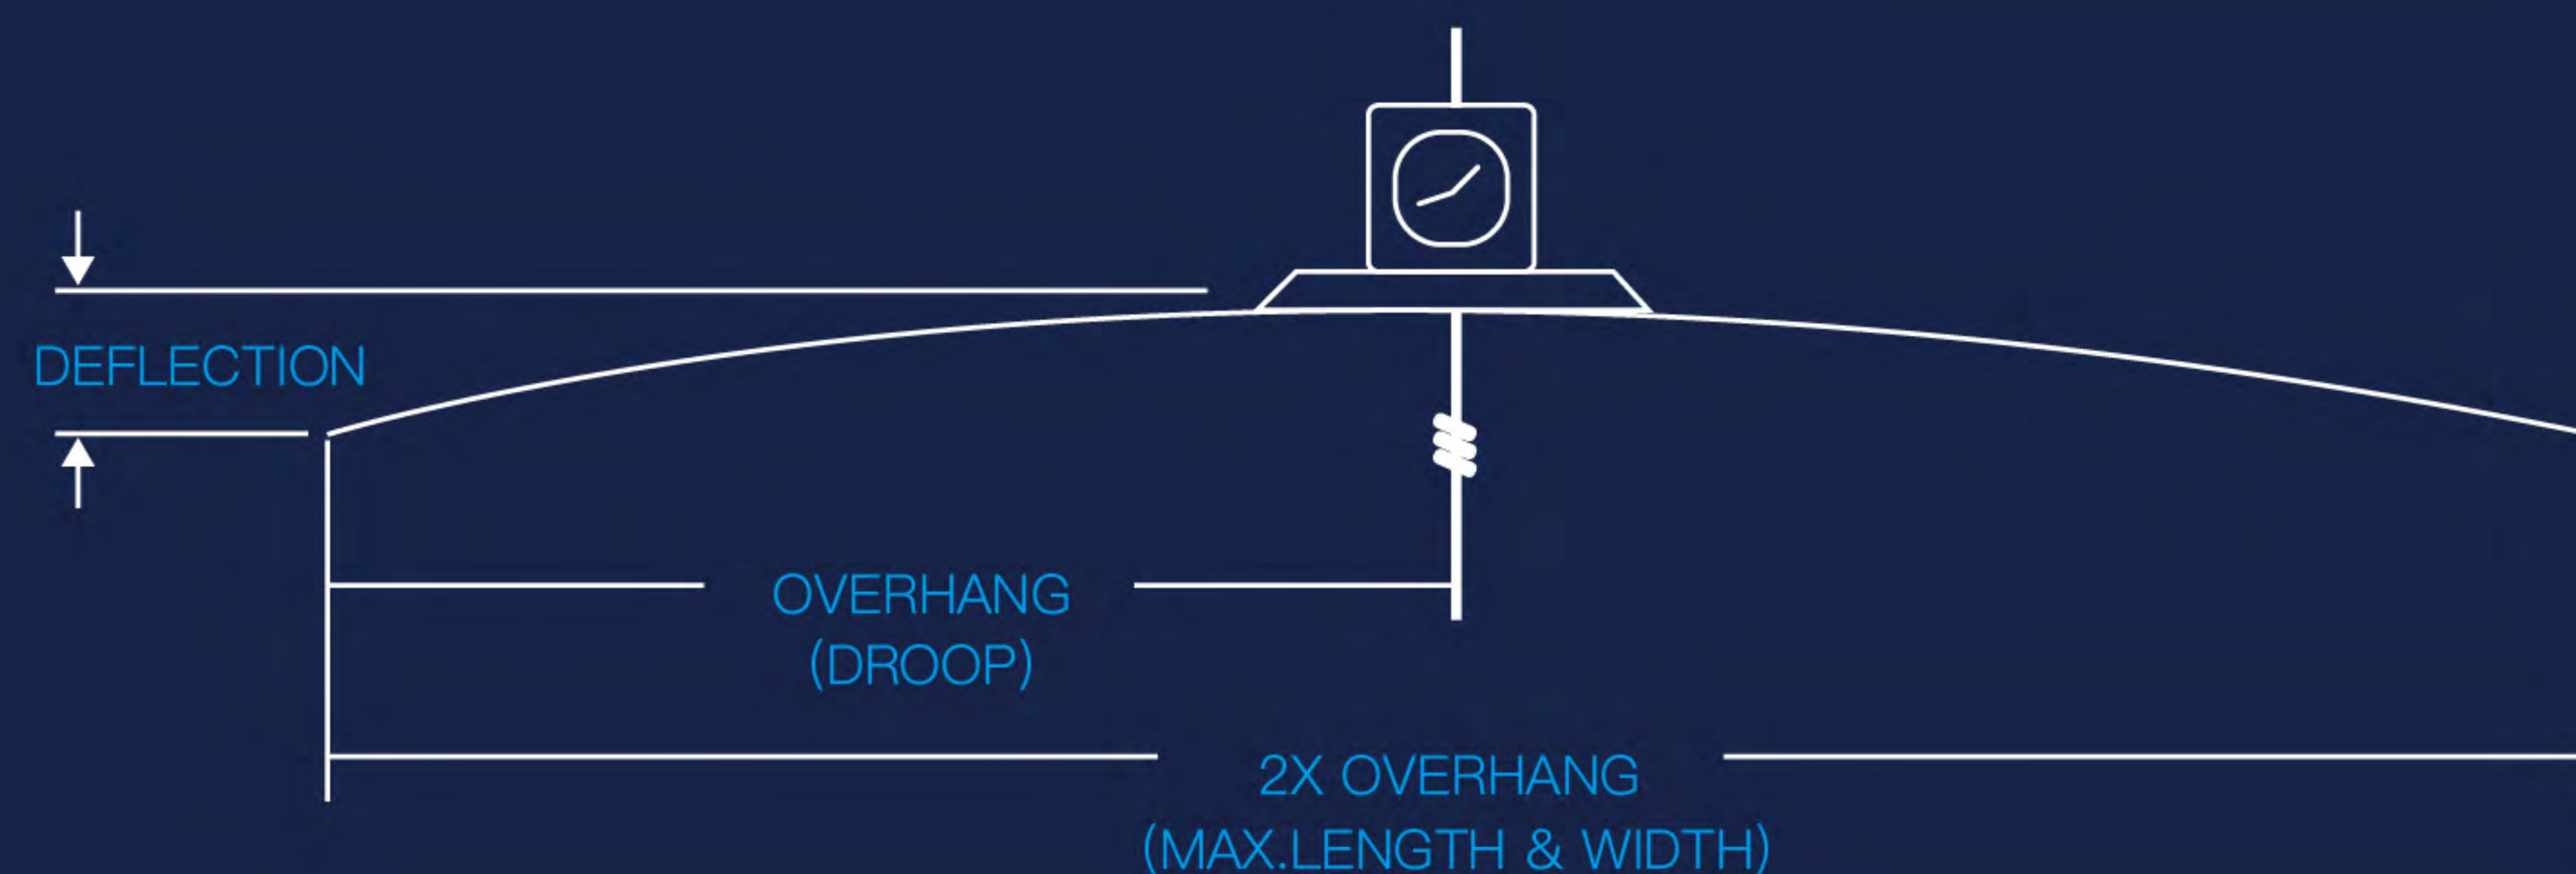 DEFLECTION
OVERHANG
(DROOP)
2X OVERHANG
(MAX.LENGTH & WIDTH)